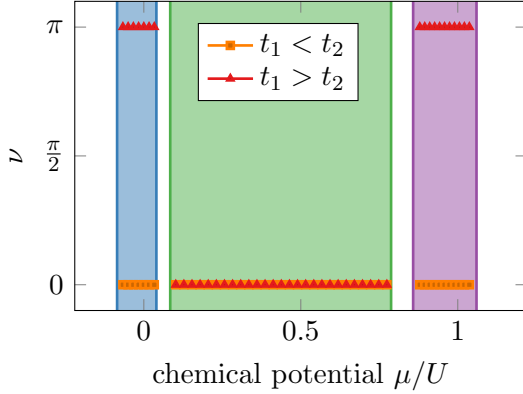 π
π/2
0
ν
t₁ < t₂
t₁ > t₂
0 0.5 1
chemical potential μ/U